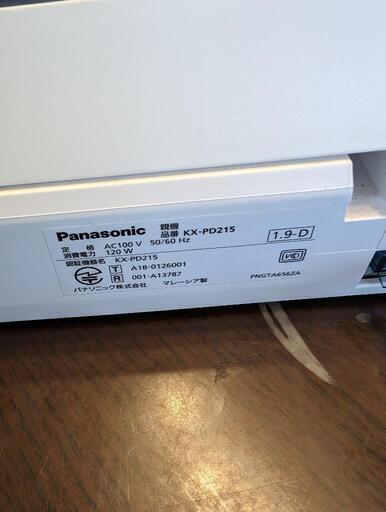 Panasonic 親機 品番 KX-PD215 1.9-D
定 格 AC100 V 50/60 Hz
消費電力 120 W
認証機器名 KX-PD215
T A18-0126001
R 001-A13787
パナソニック株式会社 マレーシア製 PNGTA6562ZA
VCCI